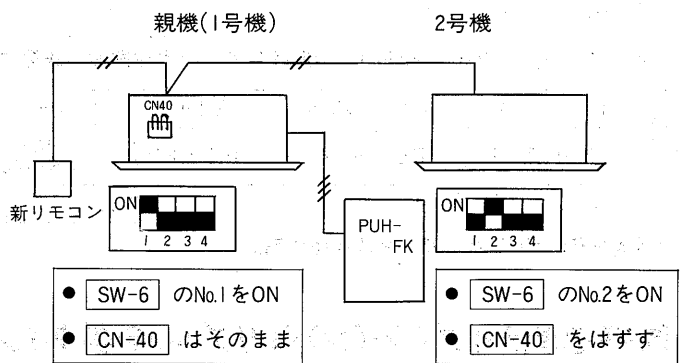 親機(1号機)
2号機
CN40
新リモコン
ON
1 2 3 4
PUH-
FK
ON
1 2 3 4
● SW-6 のNo.1をON
● CN-40 はそのまま
● SW-6 のNo.2をON
● CN-40 をはずす